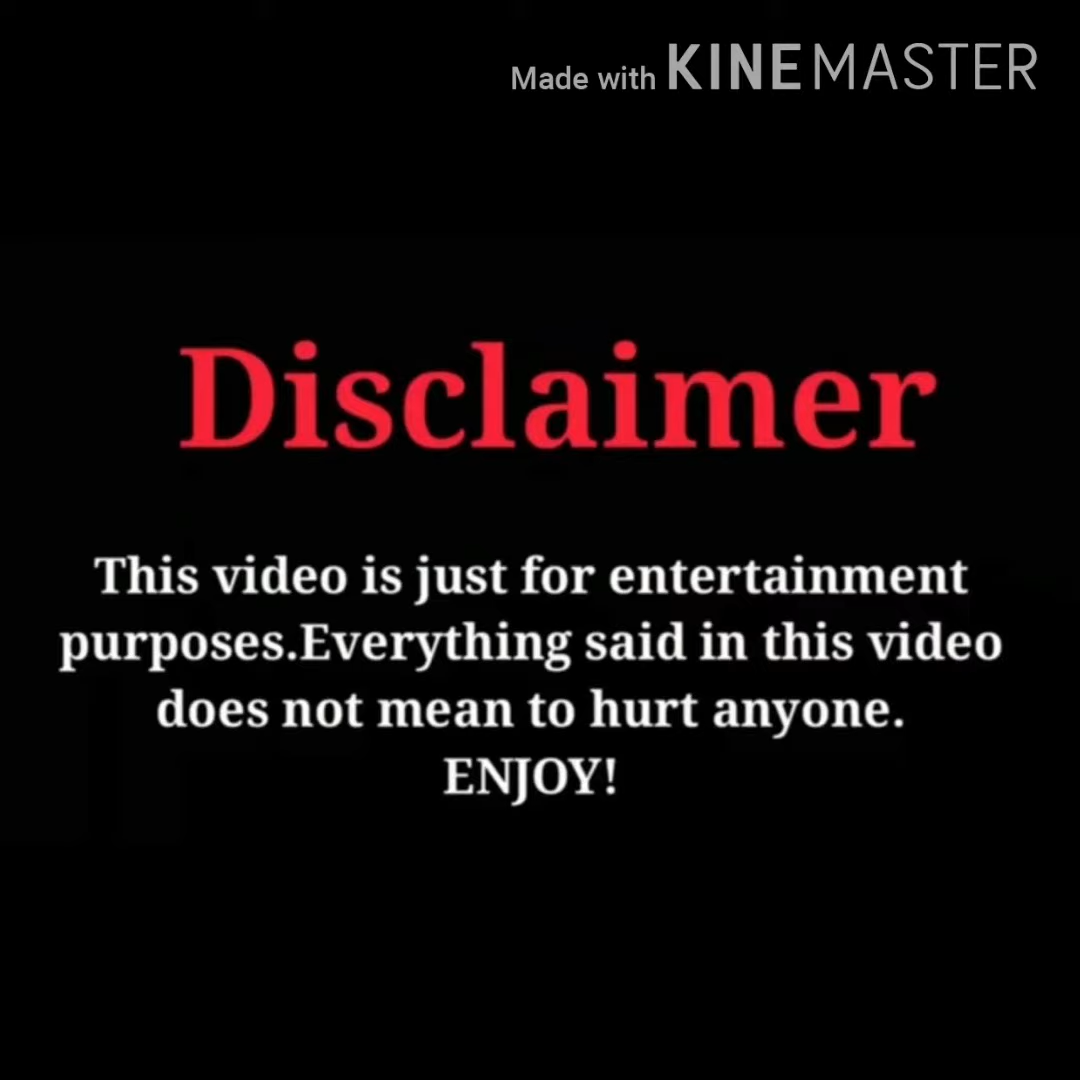 Made with KINEMASTER
Disclaimer
This video is just for entertainment
purposes.Everything said in this video
does not mean to hurt anyone.
ENJOY!